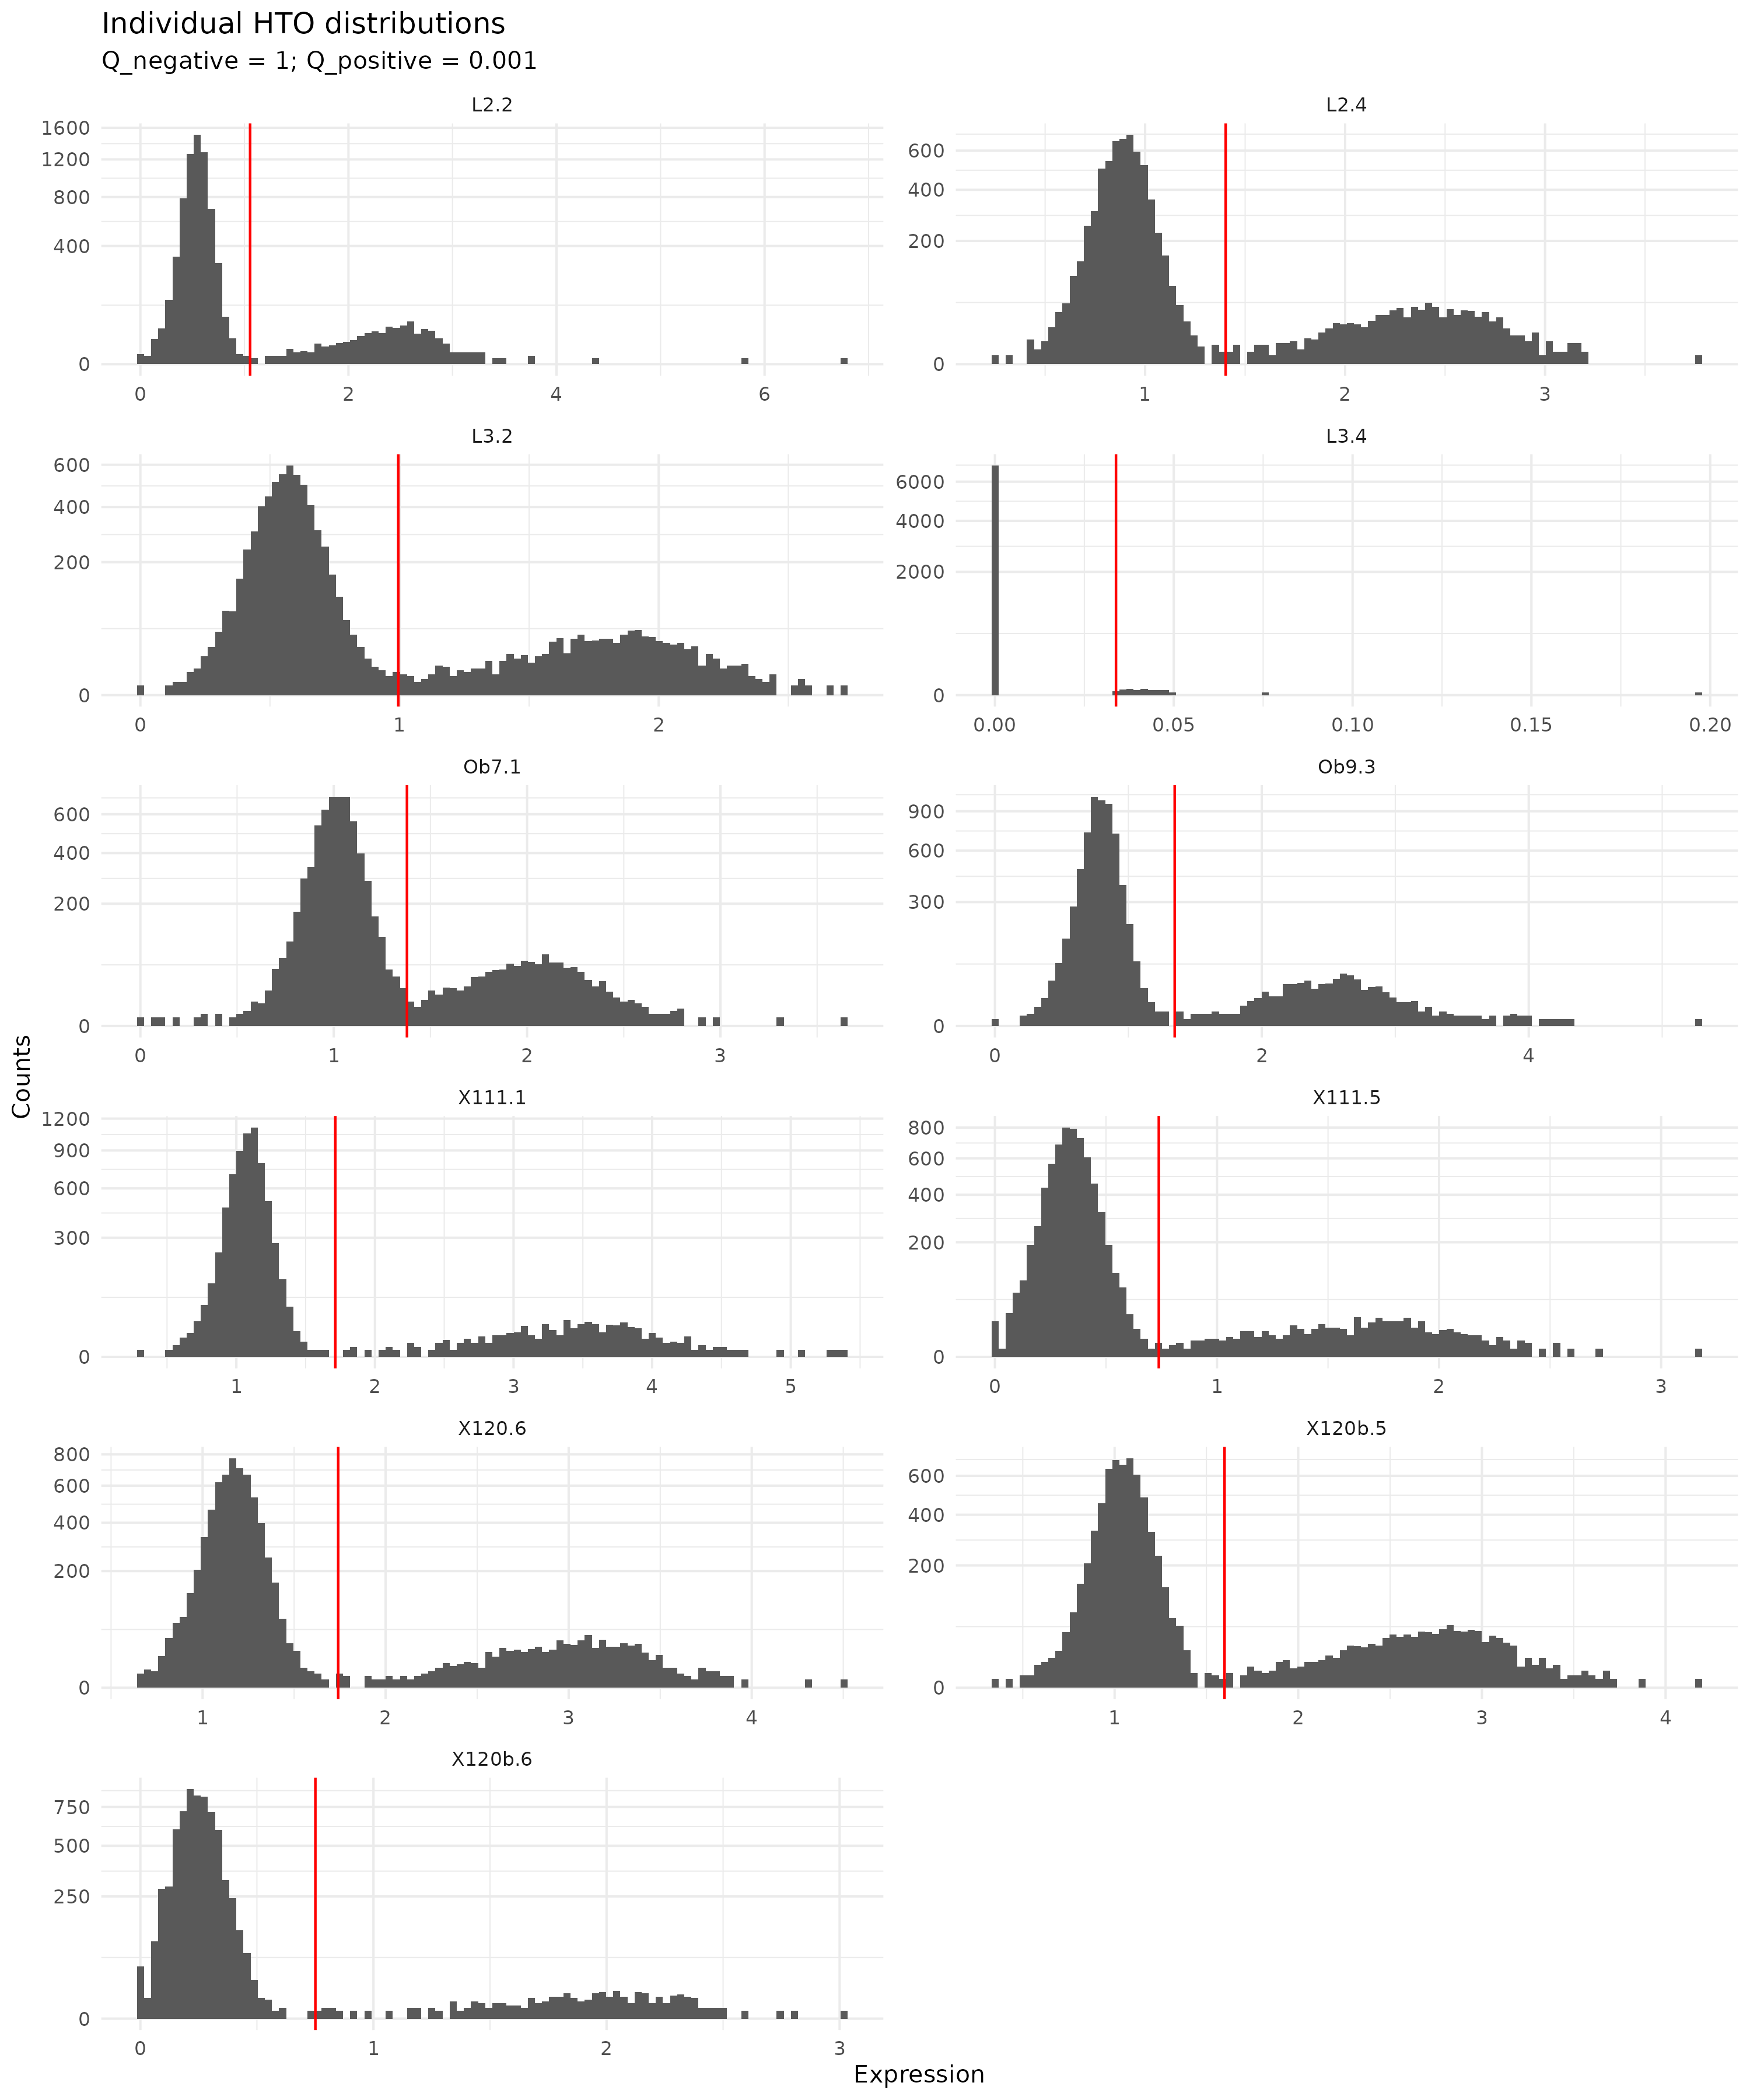 Individual HTO distributions
Q_negative = 1; Q_positive = 0.001
L2.2
1600
1200
800
400
0
0 2 4 6
L2.4
600
400
200
0
1 2 3
L3.2
600
400
200
0
0 1 2
L3.4
6000
4000
2000
0
0.00 0.05 0.10 0.15 0.20
Ob7.1
600
400
200
0
0 1 2 3
Ob9.3
900
600
300
0
0 2 4
Counts
X111.1
1200
900
600
300
0
1 2 3 4 5
X111.5
800
600
400
200
0
0 1 2 3
X120.6
800
600
400
200
0
1 2 3 4
X120b.5
600
400
200
0
1 2 3 4
X120b.6
750
500
250
0
0 1 2 3
Expression